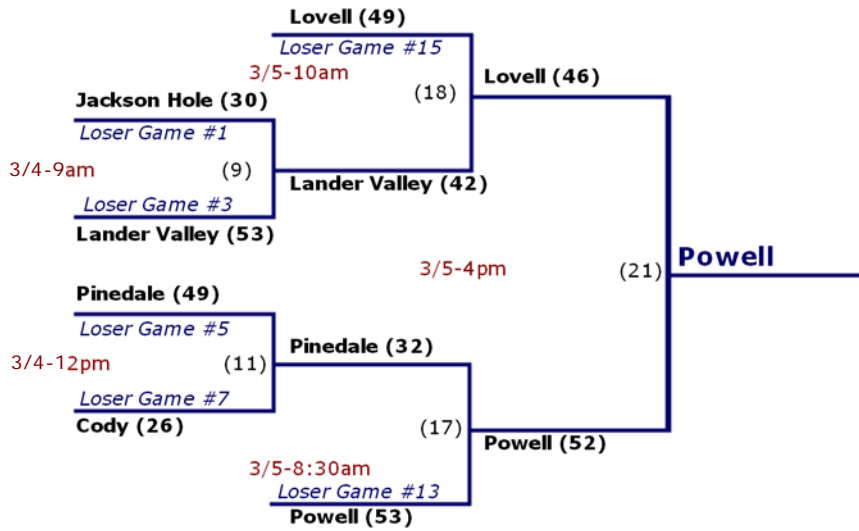 Lovell (49)
Loser Game #15
3/5-10am
Lovell (46)
(18)
Jackson Hole (30)
Loser Game #1
3/4-9am
(9)
Lander Valley (42)
Loser Game #3
Lander Valley (53)
3/5-4pm
(21)
Powell
Pinedale (49)
Loser Game #5
Pinedale (32)
3/4-12pm
(11)
Loser Game #7
Cody (26)
(17)
Powell (52)
3/5-8:30am
Loser Game #13
Powell (53)